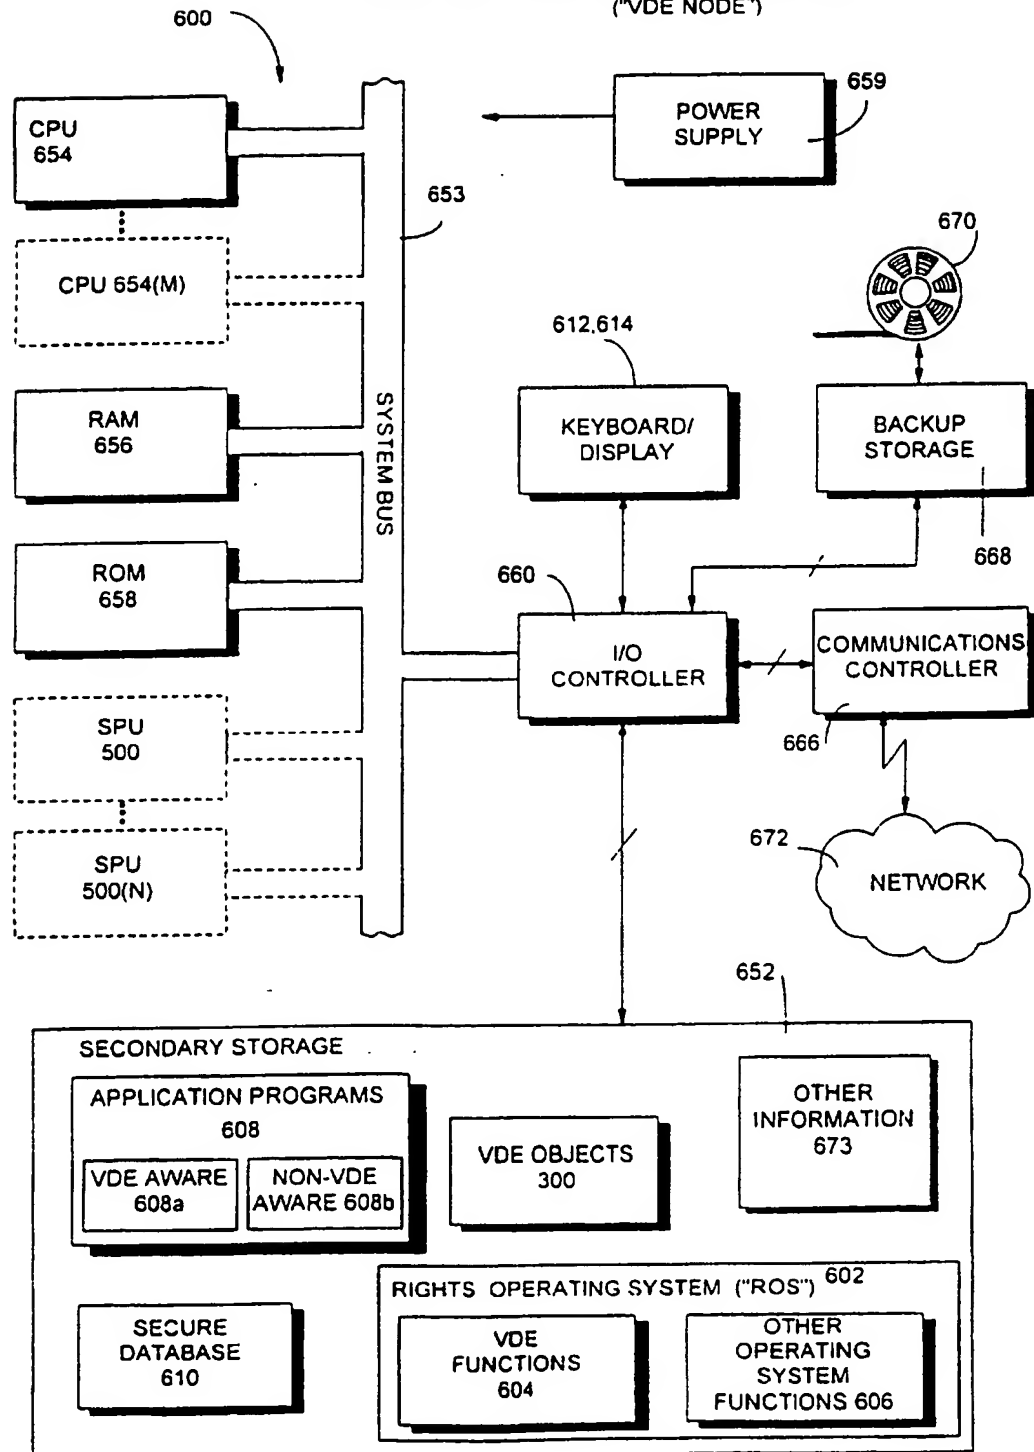 ("VDE NODE")
600
CPU
654
POWER
SUPPLY
659
653
CPU 654(M)
670
612,614
RAM
656
SYSTEM BUS
KEYBOARD/
DISPLAY
BACKUP
STORAGE
668
ROM
658
660
I/O
CONTROLLER
COMMUNICATIONS
CONTROLLER
666
SPU
500
SPU
500(N)
672
NETWORK
652
SECONDARY STORAGE
APPLICATION PROGRAMS
608
VDE AWARE
608a
NON-VDE
AWARE 608b
VDE OBJECTS
300
OTHER
INFORMATION
673
RIGHTS OPERATING SYSTEM ("ROS") 602
SECURE
DATABASE
610
VDE
FUNCTIONS
604
OTHER
OPERATING
SYSTEM
FUNCTIONS 606